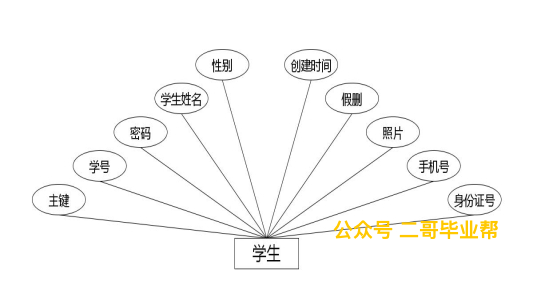 性别
创建时间
学生姓名
假删
密码
照片
学号
手机号
主键
身份证号
公众号 二哥毕业帮
学生